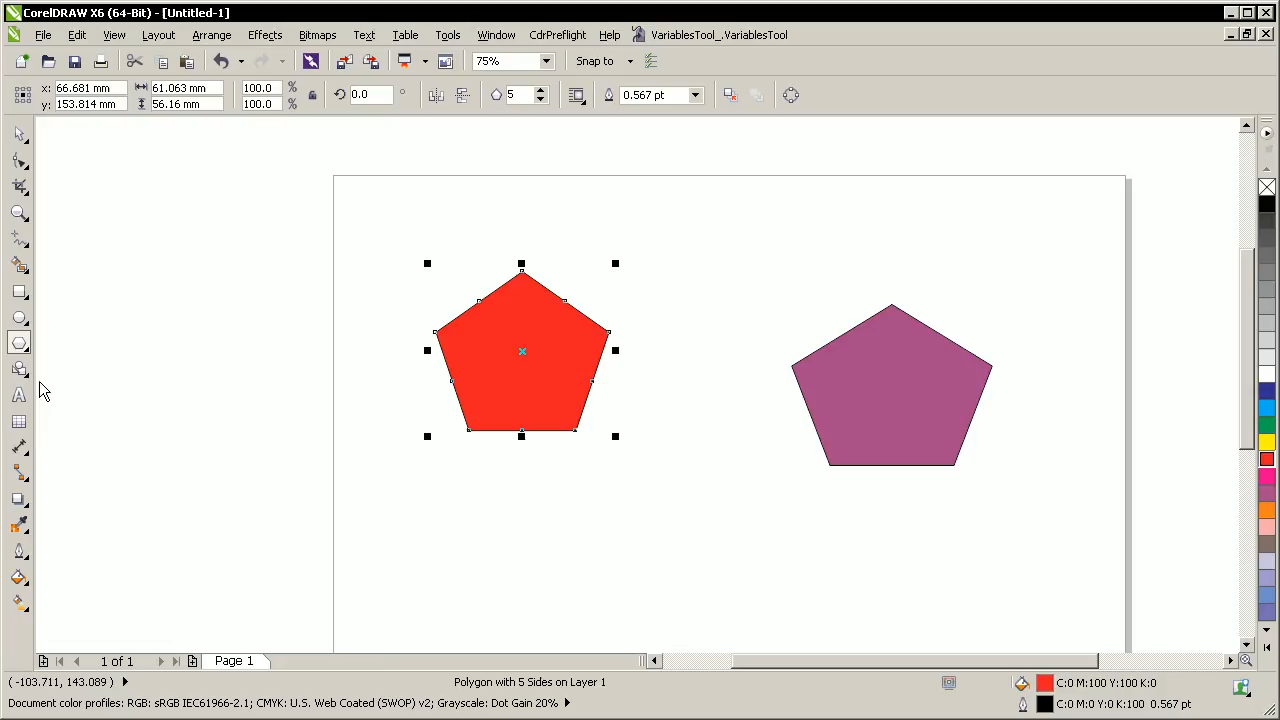 CorelDRAW X6 (64-Bit) - [Untitled-1]
File Edit View Layout Arrange Effects Bitmaps Text Table Tools Window CdrPreflight Help VariablesTool_.VariablesTool
75% Snap to
x: 66.681 mm 61.063 mm 100.0 % 0.0 ° 5 0.567 pt
y: 153.814 mm 56.16 mm 100.0 %
A
1 of 1 Page 1
( -103.711, 143.089 ) Polygon with 5 Sides on Layer 1 C:0 M:100 Y:100 K:0
Document color profiles: RGB: sRGB IEC61966-2.1; CMYK: U.S. Web Coated (SWOP) v2; Grayscale: Dot Gain 20% C:0 M:0 Y:0 K:100 0.567 pt